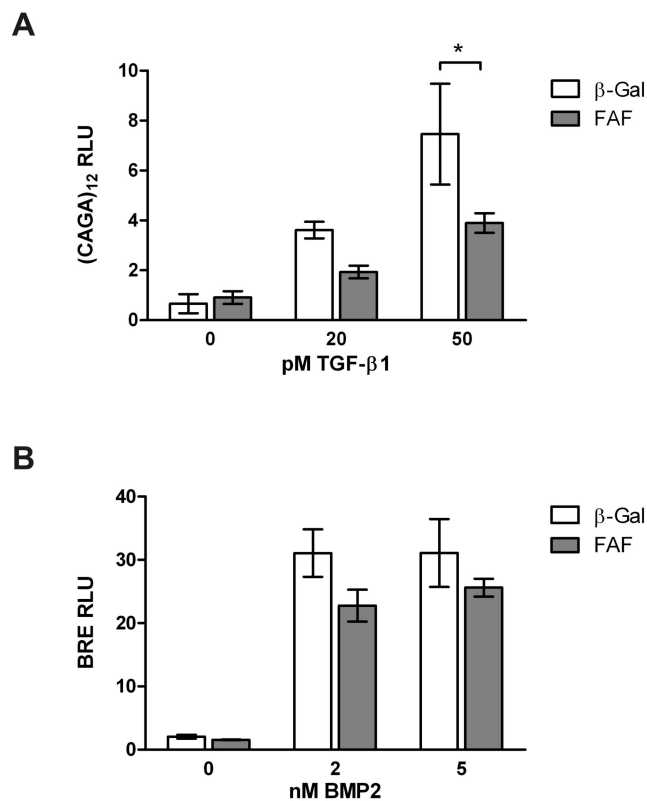 A
*
β-Gal
FAF
(CAGA)12 RLU
10
8
6
4
2
0
0 20 50
pM TGF-β1
B
β-Gal
FAF
BRE RLU
40
30
20
10
0
0 2 5
nM BMP2